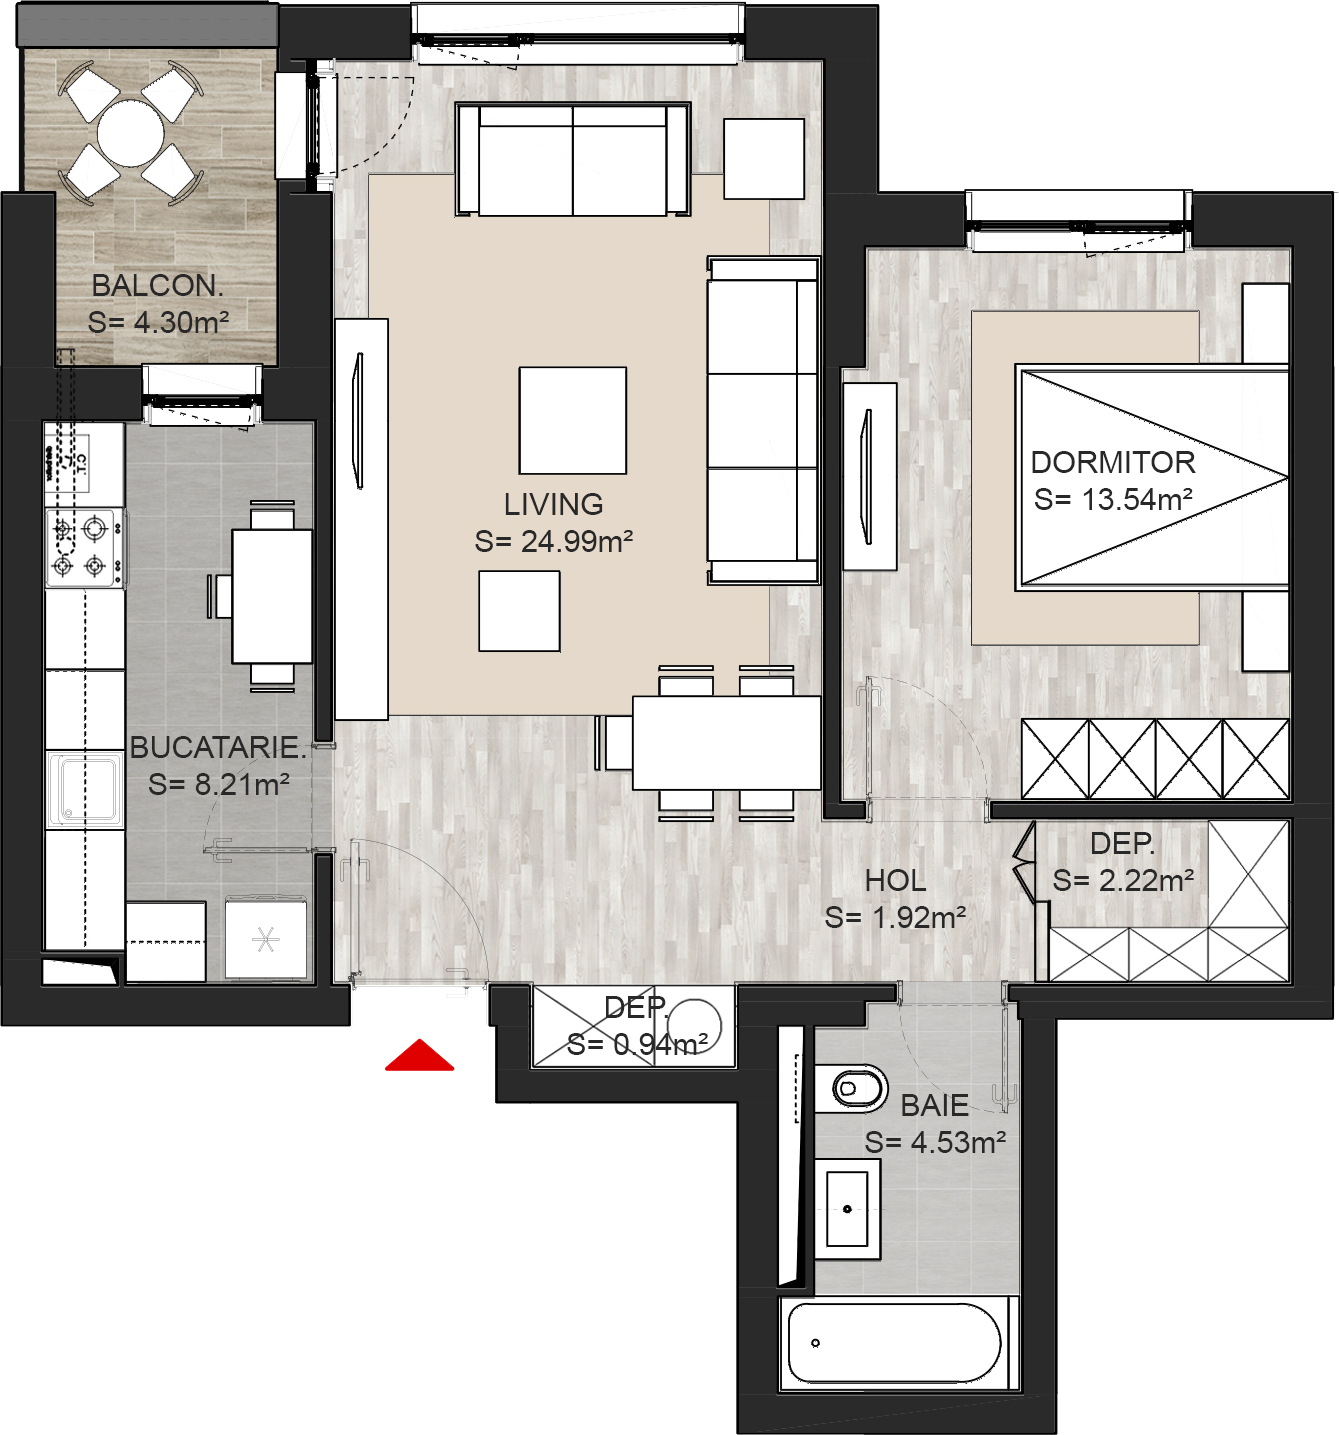 BALCON.
S= 4.30m²
LIVING
S= 24.99m²
DORMITOR
S= 13.54m²
C.T.
BUCATARIE.
S= 8.21m²
HOL
S= 1.92m²
DEP.
S= 2.22m²
DEP.
S= 0.94m²
BAIE
S= 4.53m²